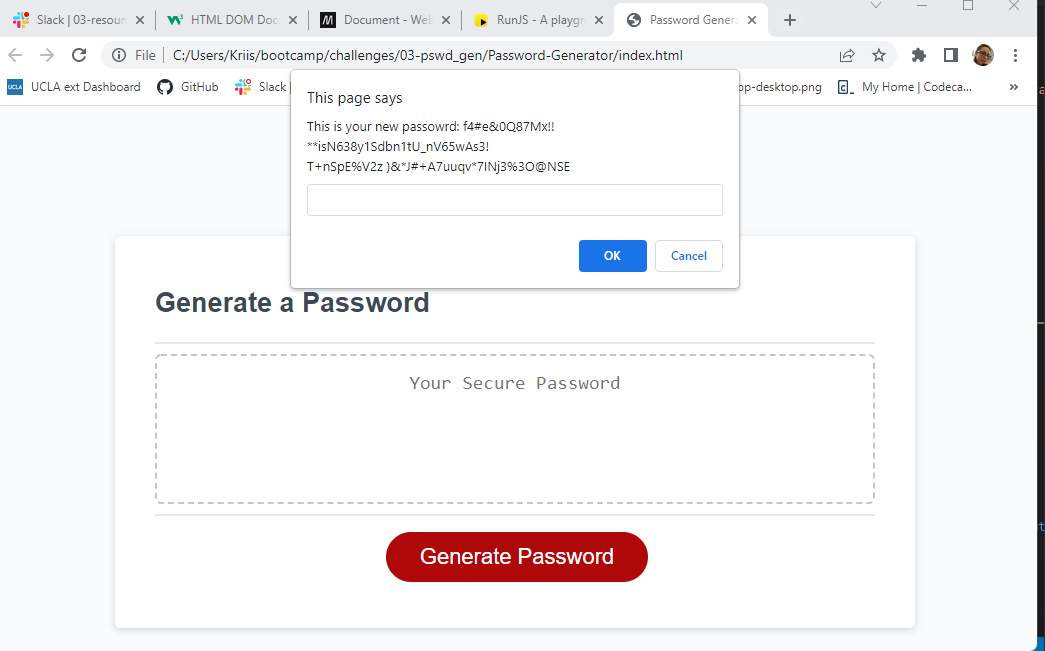 Slack | 03-resour
HTML DOM Doc
Document - Web
RunJS - A playgr
Password Genera
File
C:/Users/Kriis/bootcamp/challenges/03-pswd_gen/Password-Generator/index.html
UCLA
UCLA ext Dashboard
GitHub
Slack
op-desktop.png
My Home | Codeca...
This page says
This is your new passowrd: f4#e&0Q87Mx!!
**isN638y1Sdbn1tU_nV65wAs3!
T+nSpE%V2z )&*J#+A7uuqv*7INj3%3O@NSE
OK
Cancel
Generate a Password
Your Secure Password
Generate Password